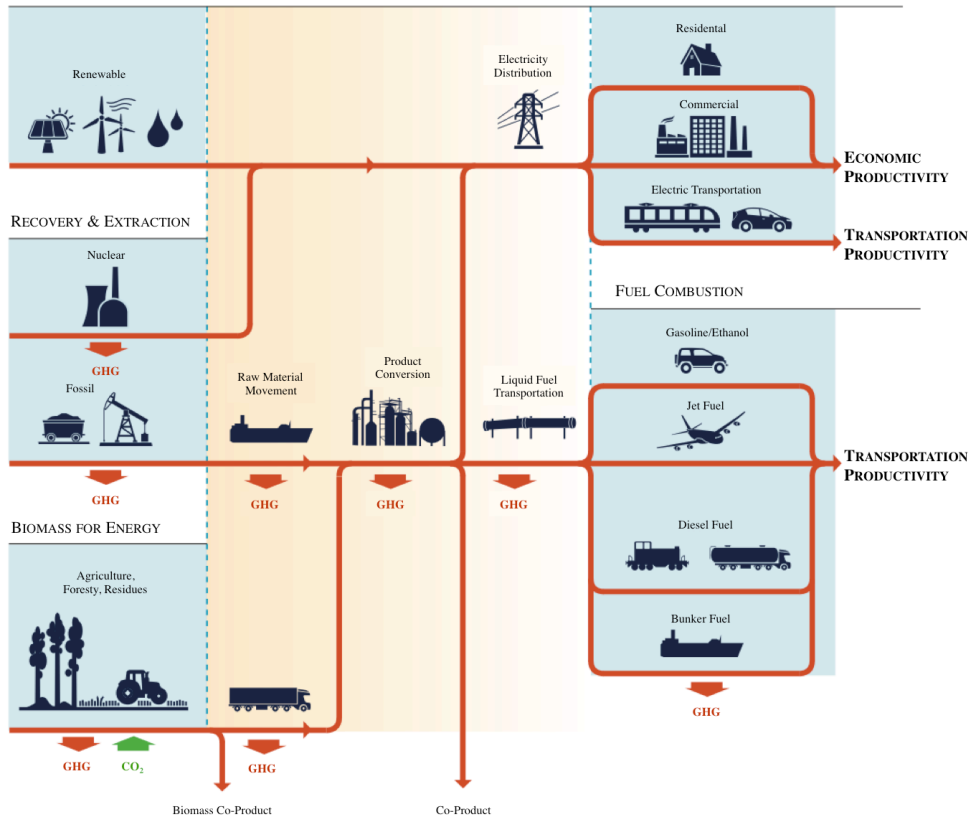 Renewable
Electricity
Distribution
Residental
Commercial
ECONOMIC
PRODUCTIVITY
Electric Transportation
RECOVERY & EXTRACTION
TRANSPORTATION
PRODUCTIVITY
Nuclear
FUEL COMBUSTION
GHG
Gasoline/Ethanol
Fossil
Raw Material
Movement
Product
Conversion
Liquid Fuel
Transportation
Jet Fuel
TRANSPORTATION
PRODUCTIVITY
GHG
GHG
GHG
GHG
BIOMASS FOR ENERGY
Diesel Fuel
Agriculture,
Foresty, Residues
Bunker Fuel
GHG
GHG
CO₂
GHG
Biomass Co-Product
Co-Product